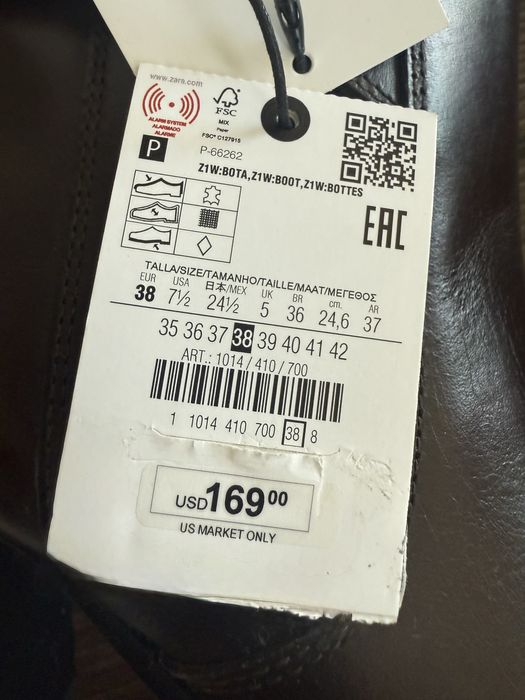 www.zara.com
ALARM SYSTEM
ALARMADO
ALARME
FSC
MIX
Paper
FSC® C127915
P
P-66262
Z1W:BOTA,Z1W:BOOT,Z1W:BOTTES
EAC
TALLA/SIZE/TAMANHO/TAILLE/MAAT/ΜΕΓΕΘΟΣ
EUR USA 日本/MEX UK BR cm. AR
38 7½ 24½ 5 36 24,6 37
35 36 37 38 39 40 41 42
ART.: 1014/410/700
1 1014 410 700 38 8
USD169⁰⁰
US MARKET ONLY